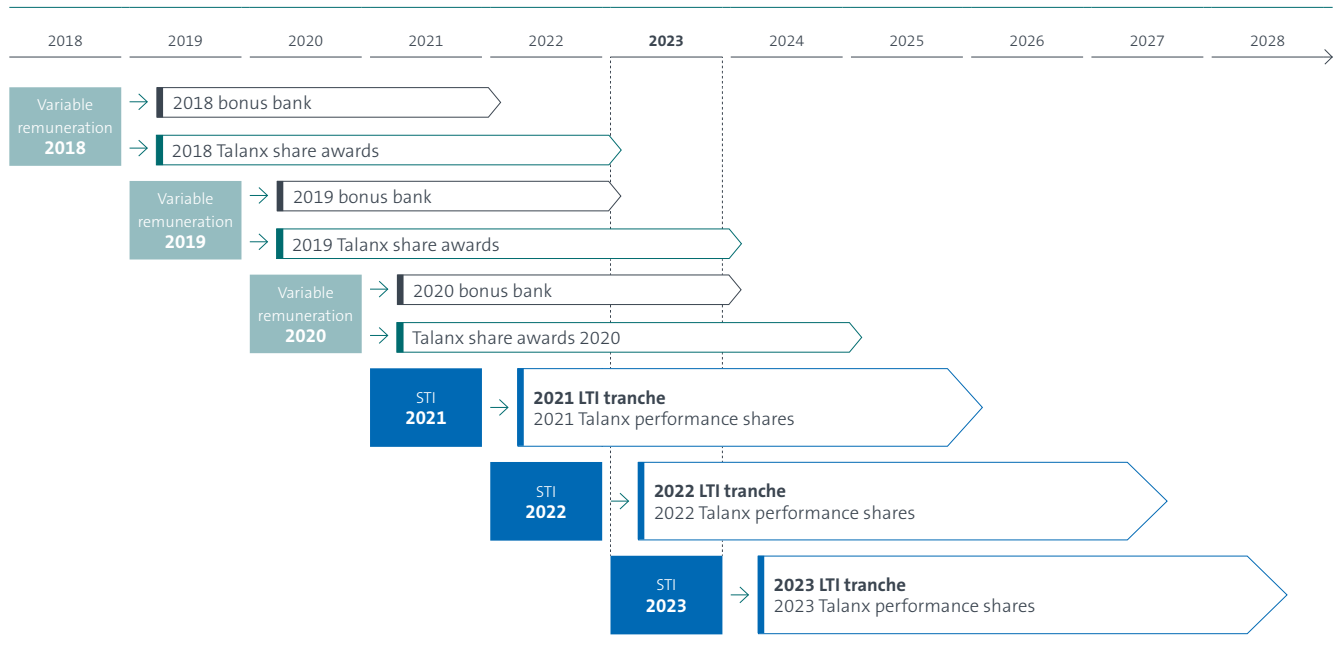 2018 2019 2020 2021 2022 2023 2024 2025 2026 2027 2028
Variable
remuneration
2018
2018 bonus bank
2018 Talanx share awards
Variable
remuneration
2019
2019 bonus bank
2019 Talanx share awards
Variable
remuneration
2020
2020 bonus bank
Talanx share awards 2020
STI
2021
2021 LTI tranche
2021 Talanx performance shares
STI
2022
2022 LTI tranche
2022 Talanx performance shares
STI
2023
2023 LTI tranche
2023 Talanx performance shares